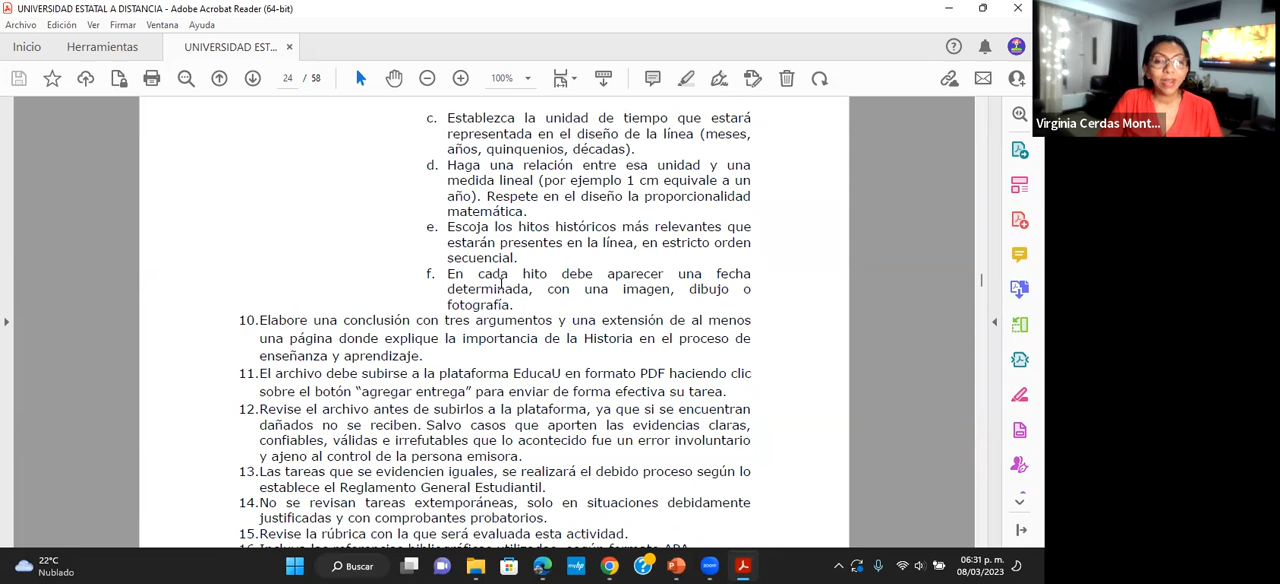 UNIVERSIDAD ESTATAL A DISTANCIA - Adobe Acrobat Reader (64-bit)
Archivo Edición Ver Firmar Ventana Ayuda
Inicio Herramientas UNIVERSIDAD EST... ×
24 / 58 100%
Virginia Cerdas Mont...
c. Establezca la unidad de tiempo que estará
representada en el diseño de la línea (meses,
años, quinquenios, décadas).
d. Haga una relación entre esa unidad y una
medida lineal (por ejemplo 1 cm equivale a un
año). Respete en el diseño la proporcionalidad
matemática.
e. Escoja los hitos históricos más relevantes que
estarán presentes en la línea, en estricto orden
secuencial.
f. En cada hito debe aparecer una fecha
determinada, con una imagen, dibujo o
fotografía.
10.Elabore una conclusión con tres argumentos y una extensión de al menos
una página donde explique la importancia de la Historia en el proceso de
enseñanza y aprendizaje.
11.El archivo debe subirse a la plataforma EducaU en formato PDF haciendo clic
sobre el botón “agregar entrega” para enviar de forma efectiva su tarea.
12.Revise el archivo antes de subirlos a la plataforma, ya que si se encuentran
dañados no se reciben. Salvo casos que aporten las evidencias claras,
confiables, válidas e irrefutables que lo acontecido fue un error involuntario
y ajeno al control de la persona emisora.
13.Las tareas que se evidencien iguales, se realizará el debido proceso según lo
establece el Reglamento General Estudiantil.
14.No se revisan tareas extemporáneas, solo en situaciones debidamente
justificadas y con comprobantes probatorios.
15.Revise la rúbrica con la que será evaluada esta actividad.
16.Incluya las referencias bibliográficas utilizadas, según formato APA
22°C
Nublado
Buscar
zoom
06:31 p. m.
08/03/2023